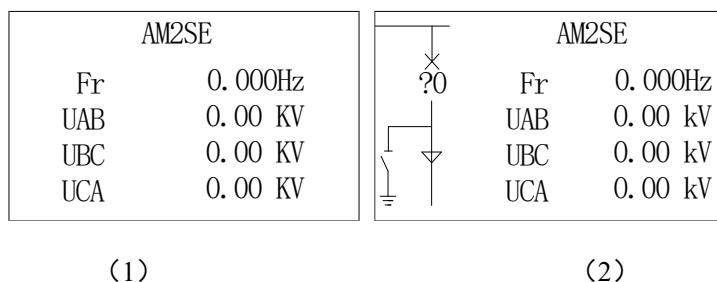 AM2SE
Fr 0.000Hz
UAB 0.00 KV
UBC 0.00 KV
UCA 0.00 KV
（1）
AM2SE
?0
Fr 0.000Hz
UAB 0.00 kV
UBC 0.00 kV
UCA 0.00 kV
（2）